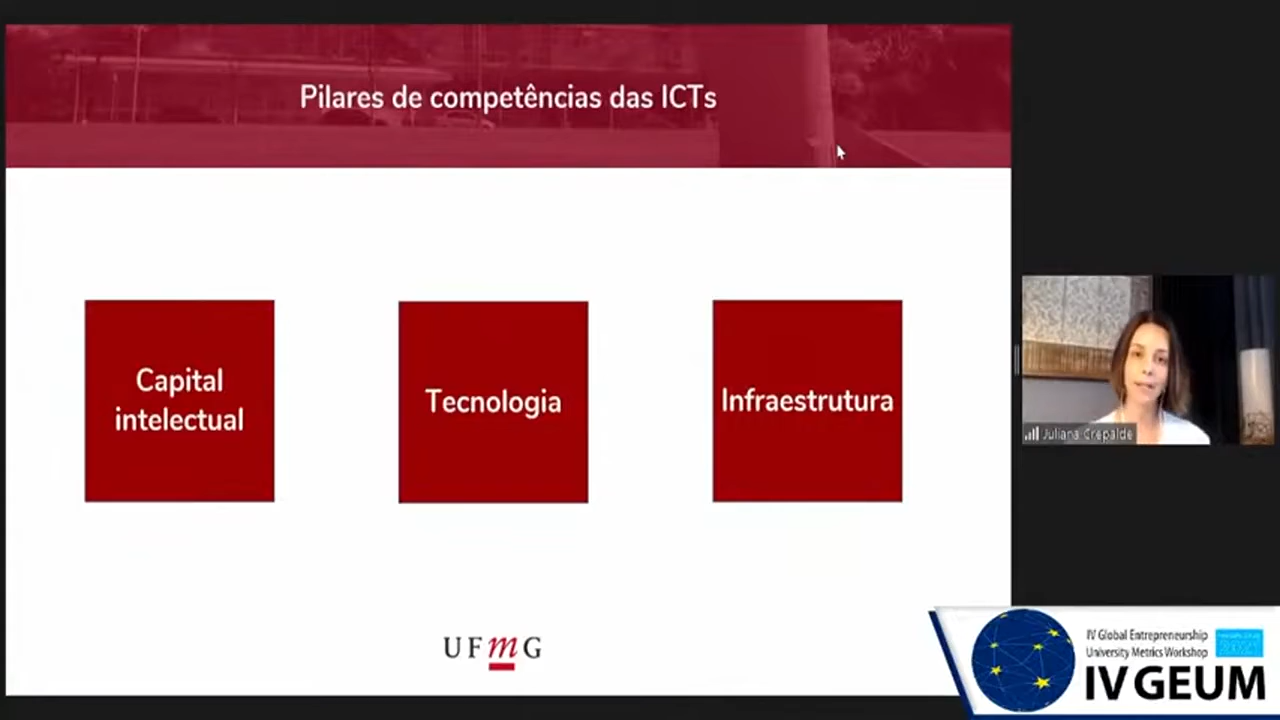 Pilares de competências das ICTs
Capital
intelectual
Tecnologia
Infraestrutura
Juliana Crepalde
UFmG
IV Global Entrepreneurship
University Metrics Workshop
IV GEUM